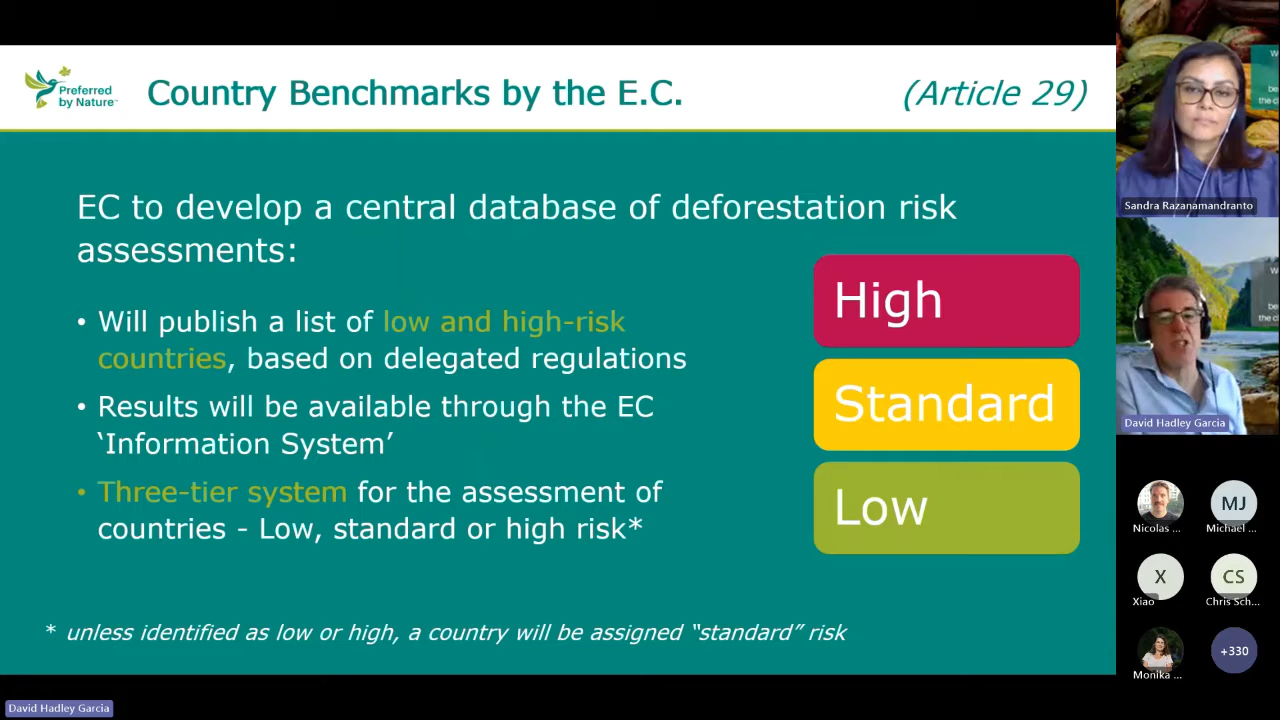 Preferred
by Nature™
Country Benchmarks by the E.C.
(Article 29)
EC to develop a central database of deforestation risk
assessments:
• Will publish a list of low and high-risk
countries, based on delegated regulations
• Results will be available through the EC
‘Information System’
• Three-tier system for the assessment of
countries - Low, standard or high risk*
High
Standard
Low
* unless identified as low or high, a country will be assigned “standard” risk
Sandra Razanamandranto
David Hadley Garcia
Nicolas ...
MJ
Michael ...
X
Xiao
CS
Chris Sch...
Monika ...
+330
David Hadley Garcia